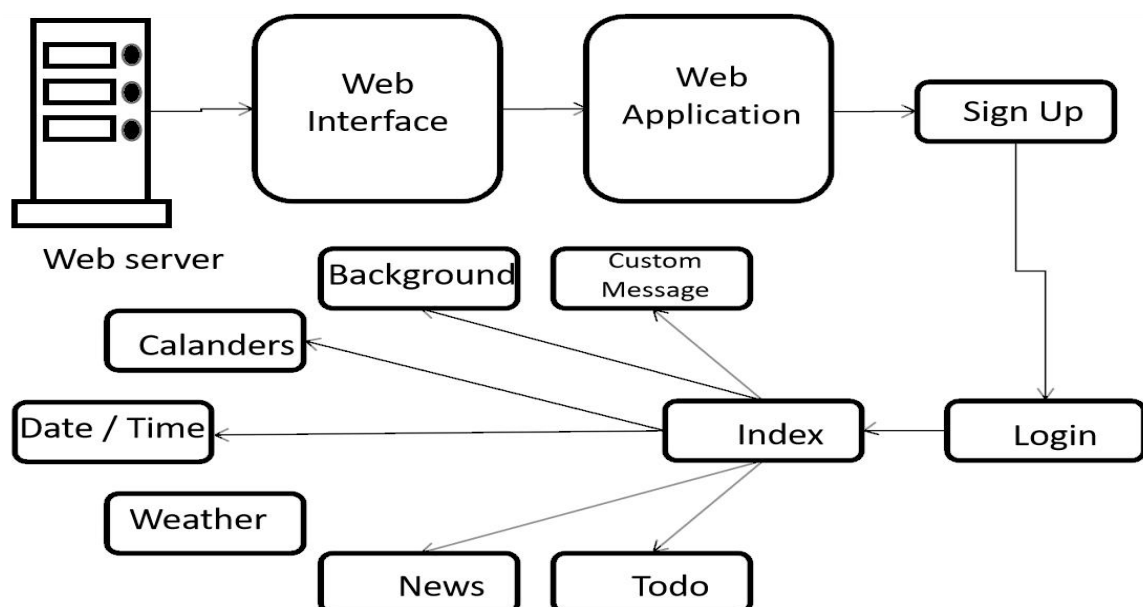 Web
Interface
Web
Application
Sign Up
Web server
Background
Custom
Message
Calanders
Date / Time
Index
Login
Weather
News
Todo